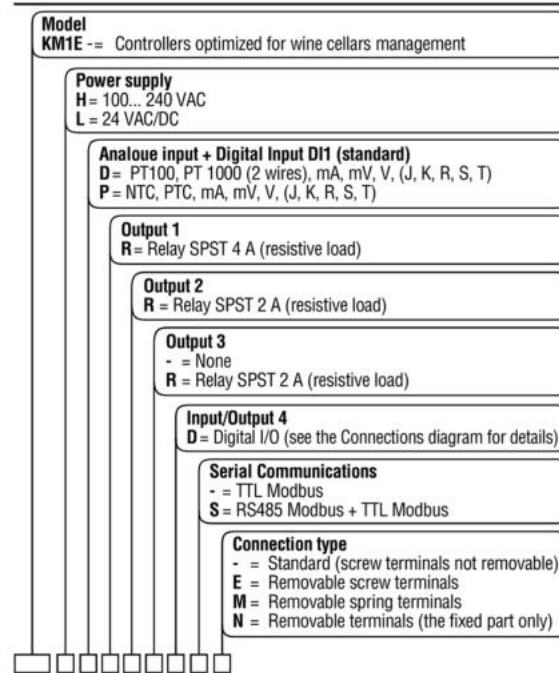 Model
KM1E -= Controllers optimized for wine cellars management
Power supply
H = 100... 240 VAC
L = 24 VAC/DC
Analoue input + Digital Input DI1 (standard)
D = PT100, PT 1000 (2 wires), mA, mV, V, (J, K, R, S, T)
P = NTC, PTC, mA, mV, V, (J, K, R, S, T)
Output 1
R = Relay SPST 4 A (resistive load)
Output 2
R = Relay SPST 2 A (resistive load)
Output 3
- = None
R = Relay SPST 2 A (resistive load)
Input/Output 4
D = Digital I/O (see the Connections diagram for details)
Serial Communications
- = TTL Modbus
S = RS485 Modbus + TTL Modbus
Connection type
- = Standard (screw terminals not removable)
E = Removable screw terminals
M = Removable spring terminals
N = Removable terminals (the fixed part only)